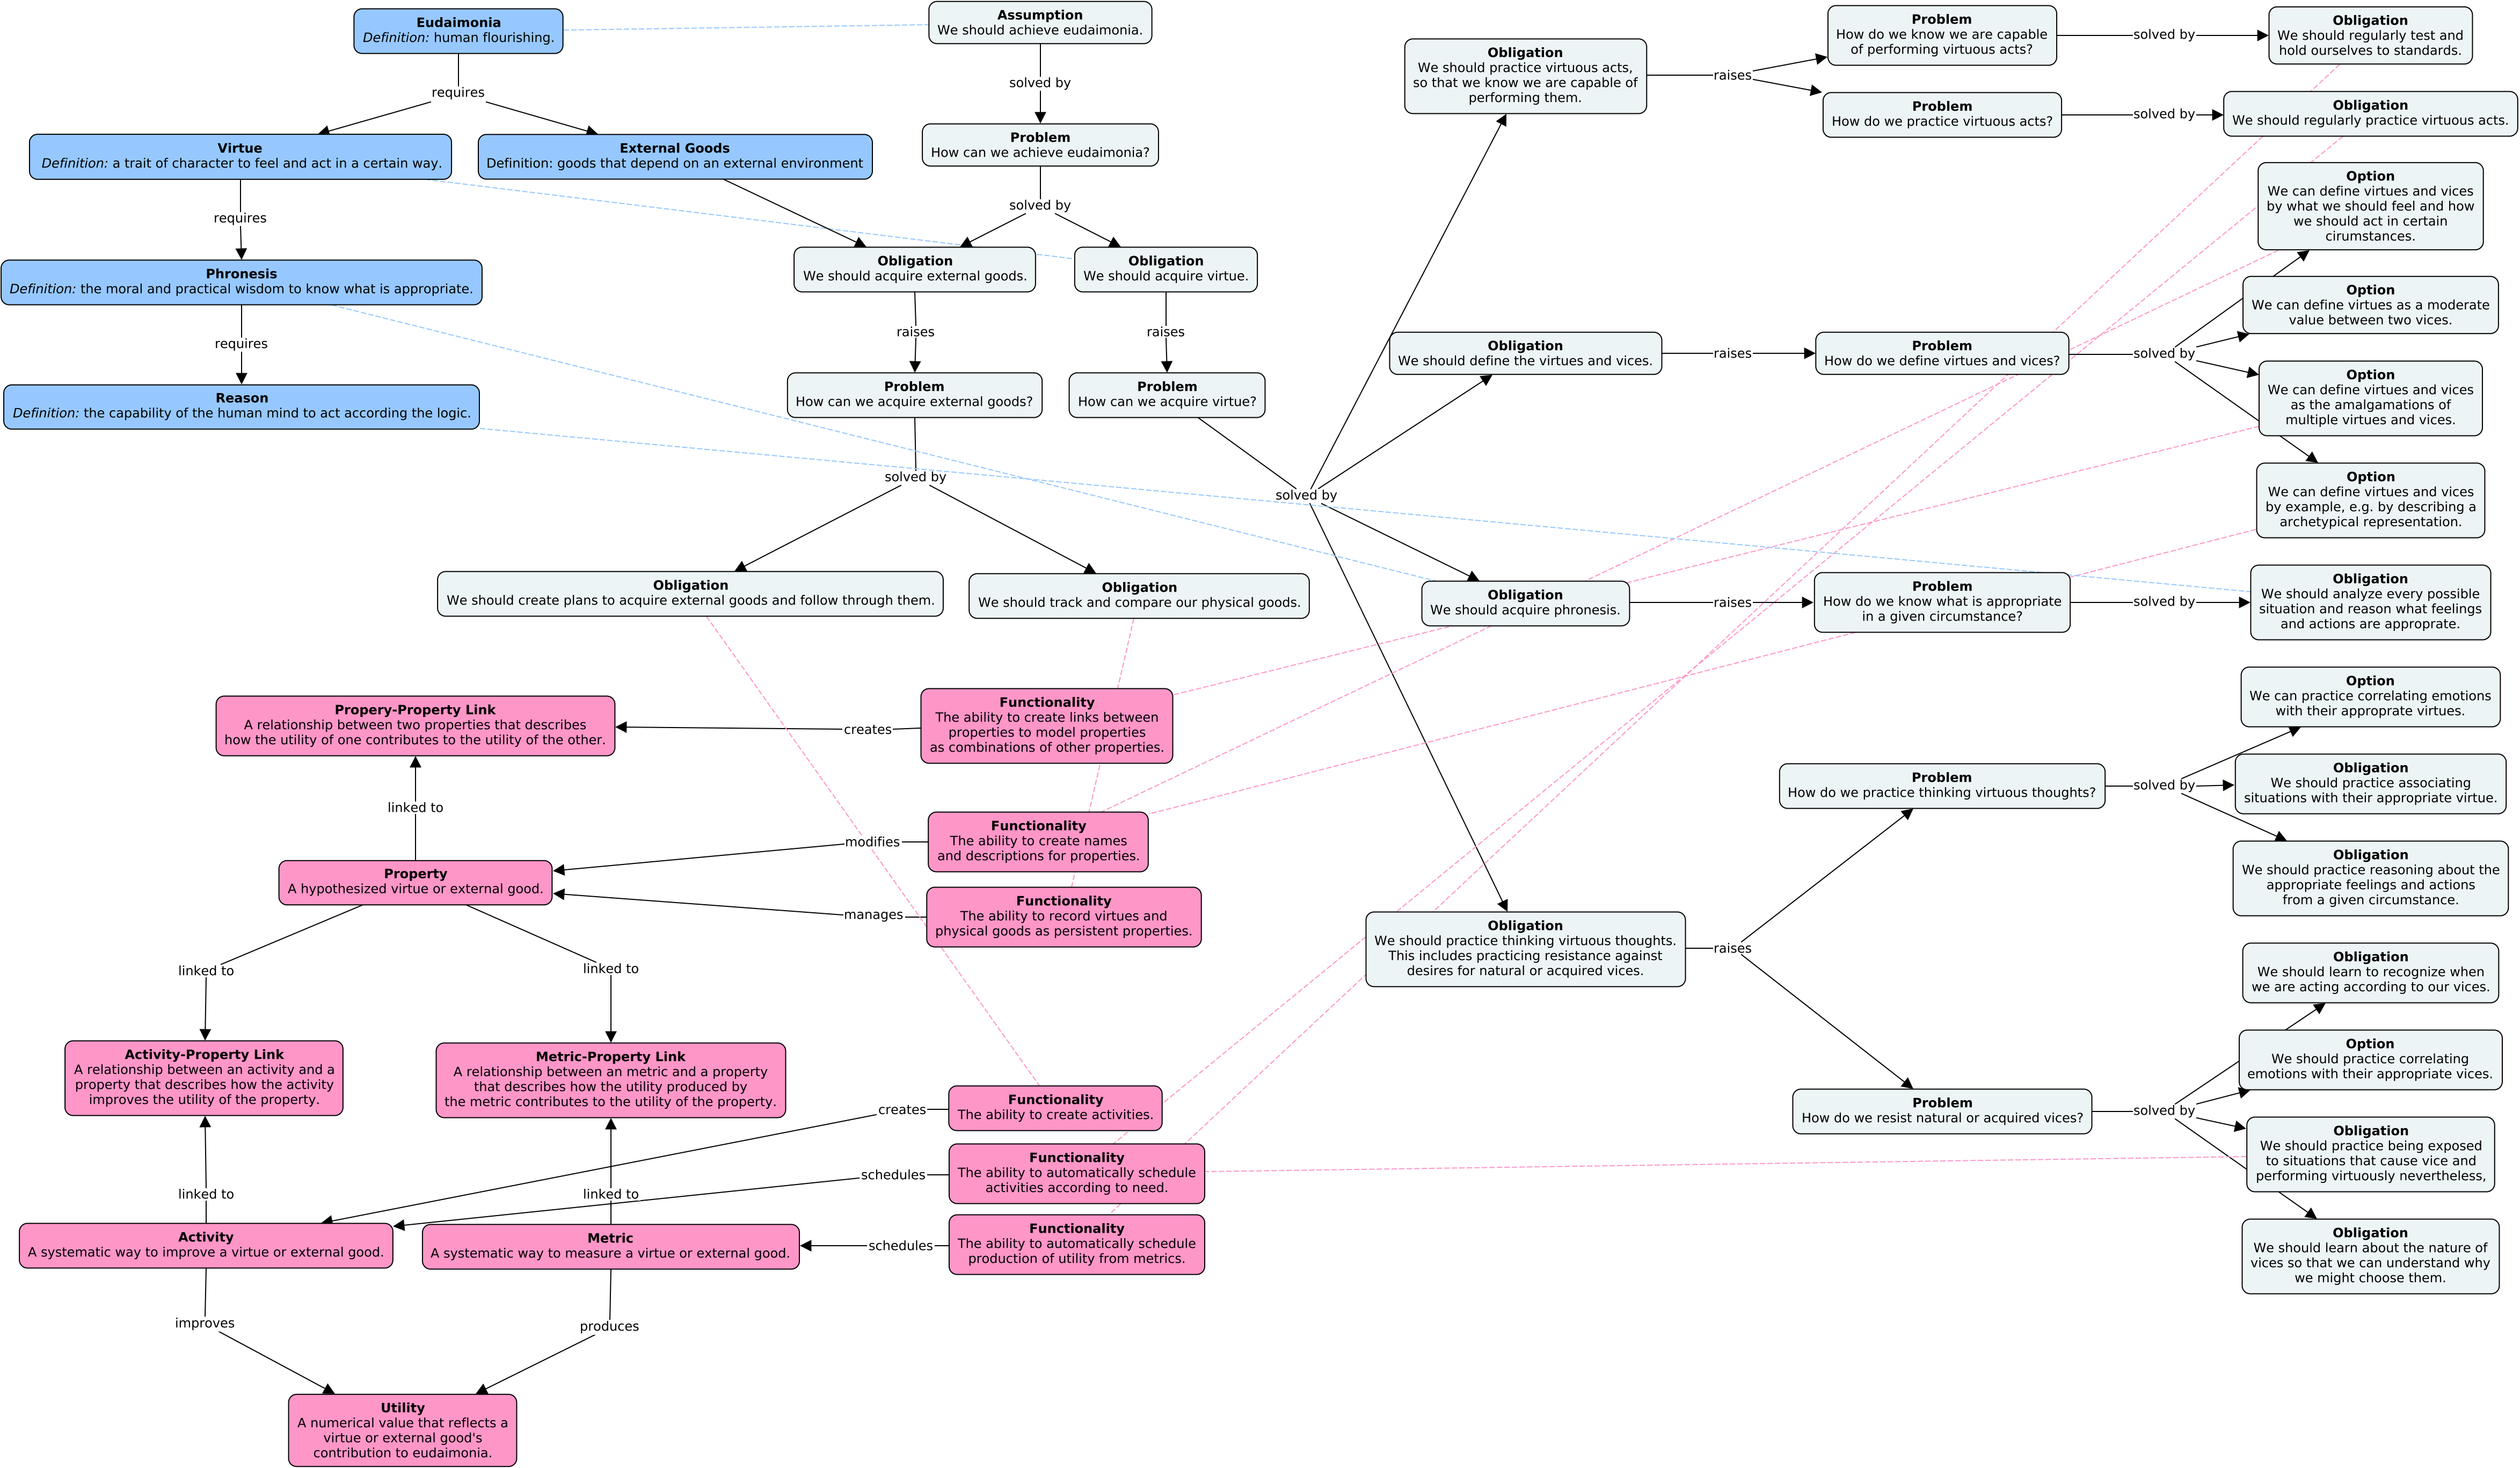 Eudaimonia
Definition: human flourishing.
requires
Virtue
Definition: a trait of character to feel and act in a certain way.
External Goods
Definition: goods that depend on an external environment
requires
Phronesis
Definition: the moral and practical wisdom to know what is appropriate.
requires
Reason
Definition: the capability of the human mind to act according the logic.
Assumption
We should achieve eudaimonia.
solved by
Problem
How can we achieve eudaimonia?
solved by
Obligation
We should acquire external goods.
Obligation
We should acquire virtue.
raises
raises
Problem
How can we acquire external goods?
Problem
How can we acquire virtue?
solved by
solved by
Obligation
We should create plans to acquire external goods and follow through them.
Obligation
We should track and compare our physical goods.
Obligation
We should practice virtuous acts,
so that we know we are capable of
performing them.
raises
Problem
How do we know we are capable
of performing virtuous acts?
solved by
Obligation
We should regularly test and
hold ourselves to standards.
Problem
How do we practice virtuous acts?
solved by
Obligation
We should regularly practice virtuous acts.
Obligation
We should define the virtues and vices.
raises
Problem
How do we define virtues and vices?
solved by
Option
We can define virtues and vices
by what we should feel and how
we should act in certain
cirumstances.
Option
We can define virtues as a moderate
value between two vices.
Option
We can define virtues and vices
as the amalgamations of
multiple virtues and vices.
Option
We can define virtues and vices
by example, e.g. by describing a
archetypical representation.
Obligation
We should acquire phronesis.
raises
Problem
How do we know what is appropriate
in a given circumstance?
solved by
Obligation
We should analyze every possible
situation and reason what feelings
and actions are approprate.
Obligation
We should practice thinking virtuous thoughts.
This includes practicing resistance against
desires for natural or acquired vices.
raises
Problem
How do we practice thinking virtuous thoughts?
solved by
Option
We can practice correlating emotions
with their approprate virtues.
Obligation
We should practice associating
situations with their appropriate virtue.
Obligation
We should practice reasoning about the
appropriate feelings and actions
from a given circumstance.
Problem
How do we resist natural or acquired vices?
solved by
Obligation
We should learn to recognize when
we are acting according to our vices.
Option
We should practice correlating
emotions with their appropriate vices.
Obligation
We should practice being exposed
to situations that cause vice and
performing virtuously nevertheless,
Obligation
We should learn about the nature of
vices so that we can understand why
we might choose them.
Propery-Property Link
A relationship between two properties that describes
how the utility of one contributes to the utility of the other.
creates
Functionality
The ability to create links between
properties to model properties
as combinations of other properties.
linked to
modifies
Functionality
The ability to create names
and descriptions for properties.
Property
A hypothesized virtue or external good.
manages
Functionality
The ability to record virtues and
physical goods as persistent properties.
linked to
linked to
Activity-Property Link
A relationship between an activity and a
property that describes how the activity
improves the utility of the property.
Metric-Property Link
A relationship between an metric and a property
that describes how the utility produced by
the metric contributes to the utility of the property.
creates
Functionality
The ability to create activities.
schedules
Functionality
The ability to automatically schedule
activities according to need.
linked to
linked to
Activity
A systematic way to improve a virtue or external good.
Metric
A systematic way to measure a virtue or external good.
schedules
Functionality
The ability to automatically schedule
production of utility from metrics.
improves
produces
Utility
A numerical value that reflects a
virtue or external good's
contribution to eudaimonia.